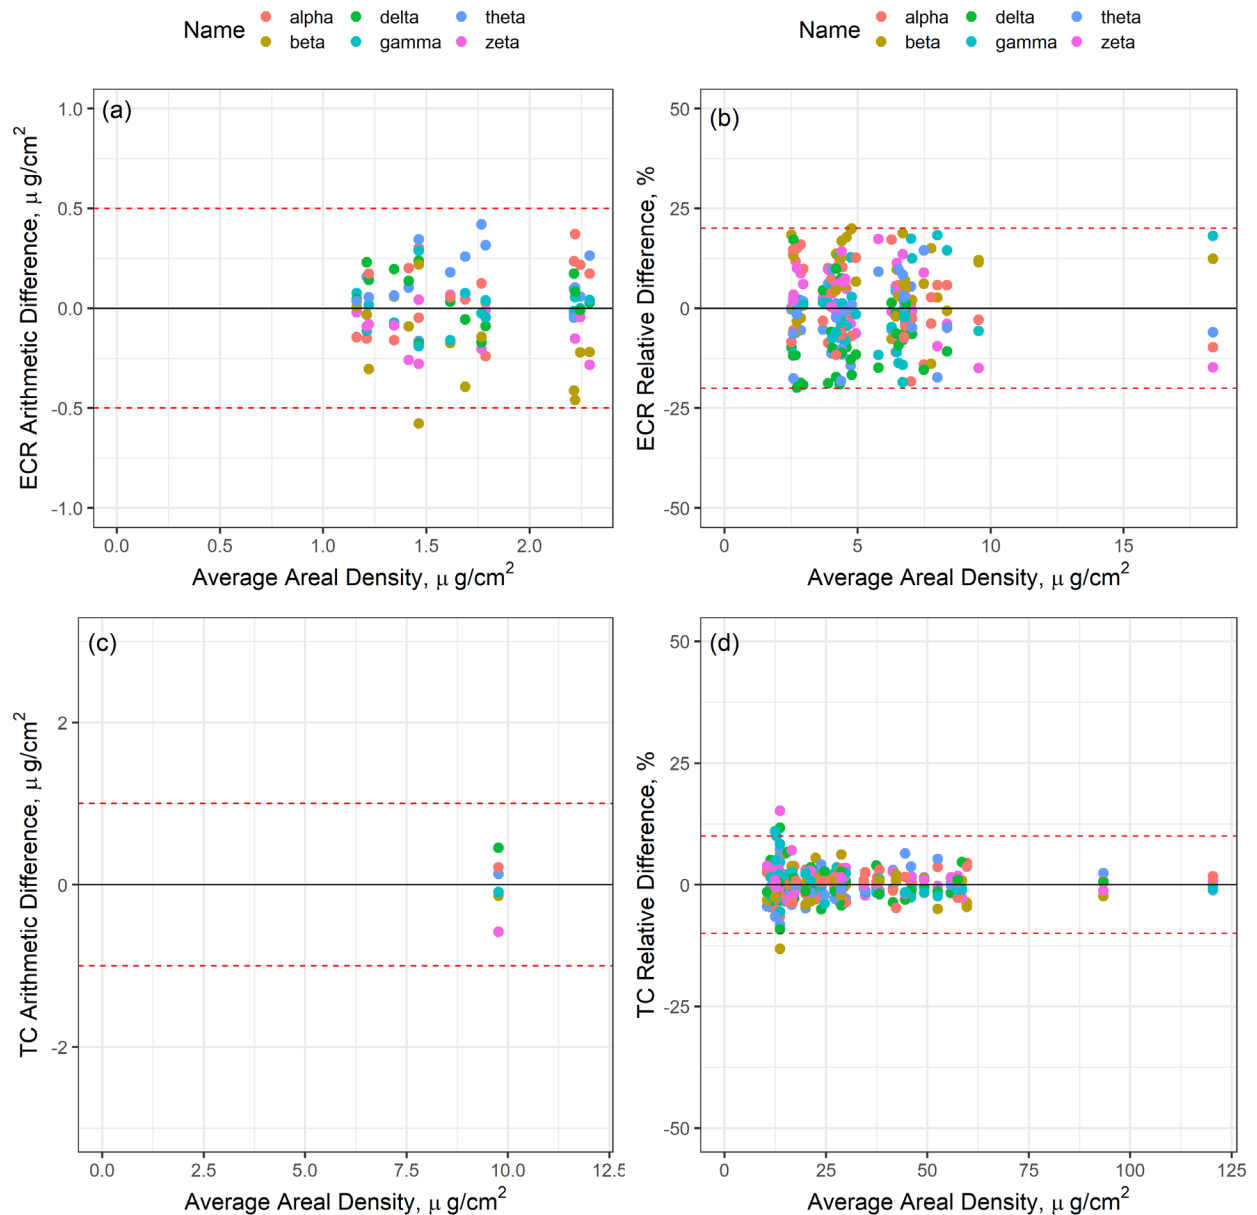 Name alpha delta theta
beta gamma zeta
Name alpha delta theta
beta gamma zeta
(a)
ECR Arithmetic Difference, μ g/cm²
1.0
0.5
0.0
-0.5
-1.0
0.0 0.5 1.0 1.5 2.0
Average Areal Density, μ g/cm²
(b)
ECR Relative Difference, %
50
25
0
-25
-50
0 5 10 15
Average Areal Density, μ g/cm²
(c)
TC Arithmetic Difference, μ g/cm²
2
0
-2
0.0 2.5 5.0 7.5 10.0 12.5
Average Areal Density, μ g/cm²
(d)
TC Relative Difference, %
50
25
0
-25
-50
0 25 50 75 100 125
Average Areal Density, μ g/cm²